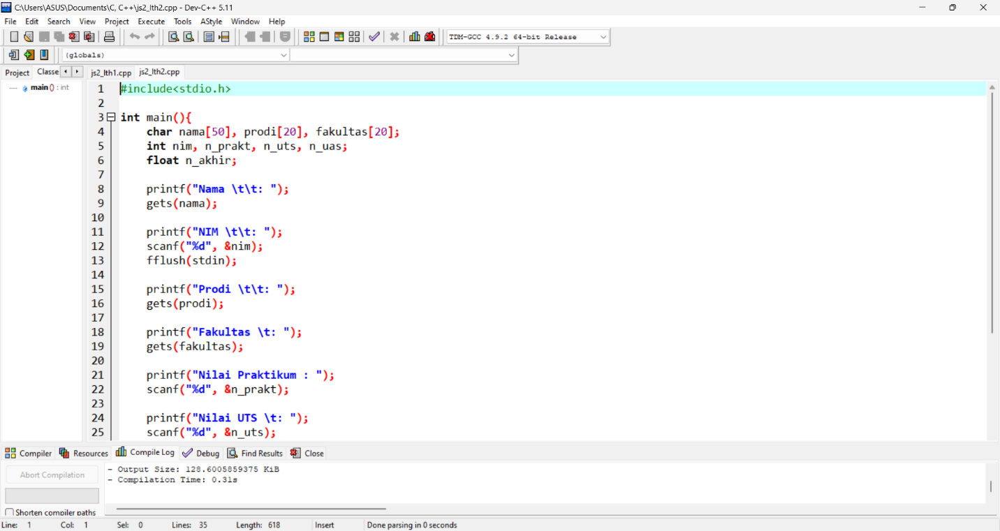 C:\Users\ASUS\Documents\C, C++\js2_lth2.cpp - Dev-C++ 5.11
File Edit Search View Project Execute Tools AStyle Window Help
TDM-GCC 4.9.2 64-bit Release
(globals)
Project Classe js2_lth1.cpp js2_lth2.cpp
main () : int
1 #include<stdio.h>
2
3 int main(){
4 char nama[50], prodi[20], fakultas[20];
5 int nim, n_prakt, n_uts, n_uas;
6 float n_akhir;
7
8 printf("Nama \t\t: ");
9 gets(nama);
10
11 printf("NIM \t\t: ");
12 scanf("%d", &nim);
13 fflush(stdin);
14
15 printf("Prodi \t\t: ");
16 gets(prodi);
17
18 printf("Fakultas \t: ");
19 gets(fakultas);
20
21 printf("Nilai Praktikum : ");
22 scanf("%d", &n_prakt);
23
24 printf("Nilai UTS \t: ");
25 scanf("%d", &n_uts);
Compiler Resources Compile Log Debug Find Results Close
Abort Compilation
- Output Size: 128.6005859375 KiB
- Compilation Time: 0.31s
Shorten compiler paths
Line: 1 Col: 1 Sel: 0 Lines: 35 Length: 618 Insert Done parsing in 0 seconds